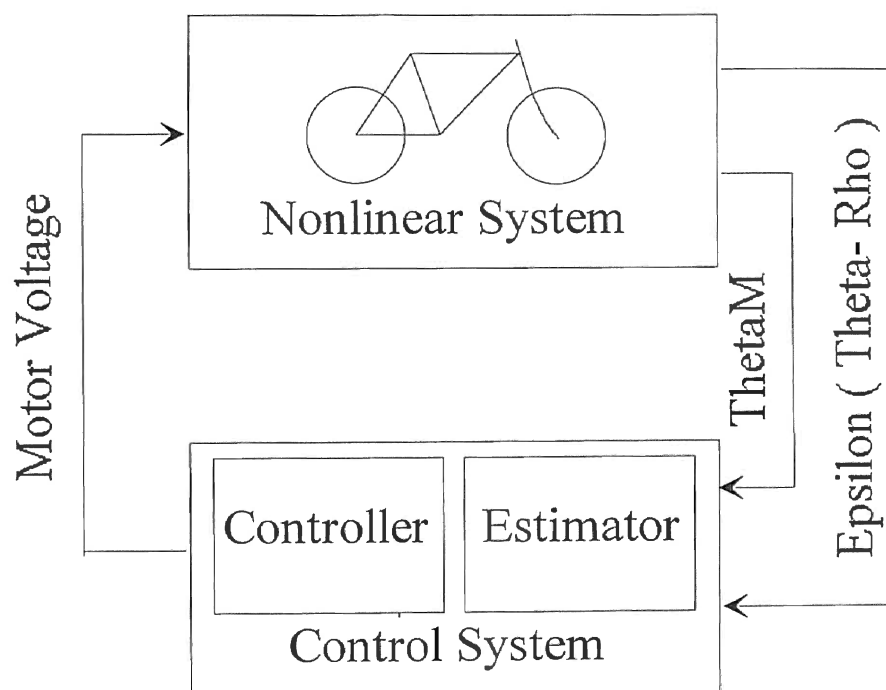 Nonlinear System
Motor Voltage
ThetaM
Epsilon ( Theta- Rho )
Controller
Estimator
Control System